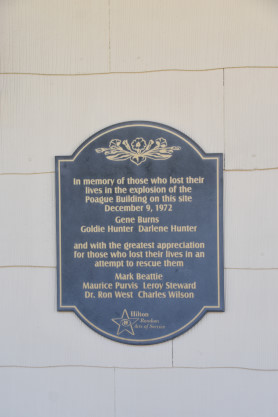 In memory of those who lost their
lives in the explosion of the
Poague Building on this site
December 9, 1972
Gene Burns
Goldie Hunter Darlene Hunter
and with the greatest appreciation
for those who lost their lives in an
attempt to rescue them
Mark Beattie
Maurice Purvis Leroy Steward
Dr. Ron West Charles Wilson
Hilton